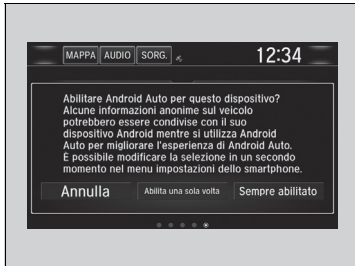 MAPPA AUDIO SORG. 12:34
Abilitare Android Auto per questo dispositivo?
Alcune informazioni anonime sul veicolo
potrebbero essere condivise con il suo
dispositivo Android mentre si utilizza Android
Auto per migliorare l'esperienza di Android Auto.
È possibile modificare la selezione in un secondo
momento nel menu impostazioni dello smartphone.
Annulla Abilita una sola volta Sempre abilitato